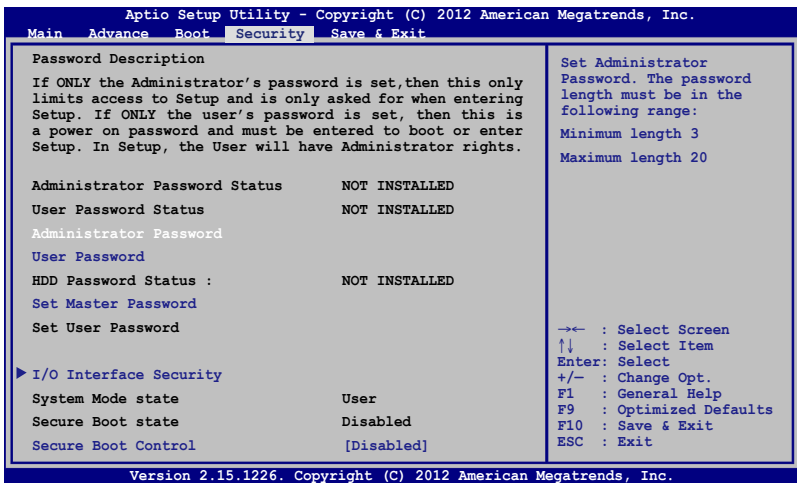 Aptio Setup Utility - Copyright (C) 2012 American Megatrends, Inc.
Main Advance Boot Security Save & Exit
Password Description
If ONLY the Administrator's password is set,then this only
limits access to Setup and is only asked for when entering
Setup. If ONLY the user's password is set, then this is
a power on password and must be entered to boot or enter
Setup. In Setup, the User will have Administrator rights.
Administrator Password Status NOT INSTALLED
User Password Status NOT INSTALLED
Administrator Password
User Password
HDD Password Status : NOT INSTALLED
Set Master Password
Set User Password
I/O Interface Security
System Mode state User
Secure Boot state Disabled
Secure Boot Control [Disabled]
Set Administrator
Password. The password
length must be in the
following range:
Minimum length 3
Maximum length 20
→← : Select Screen
↑↓ : Select Item
Enter: Select
+/— : Change Opt.
F1 : General Help
F9 : Optimized Defaults
F10 : Save & Exit
ESC : Exit
Version 2.15.1226. Copyright (C) 2012 American Megatrends, Inc.